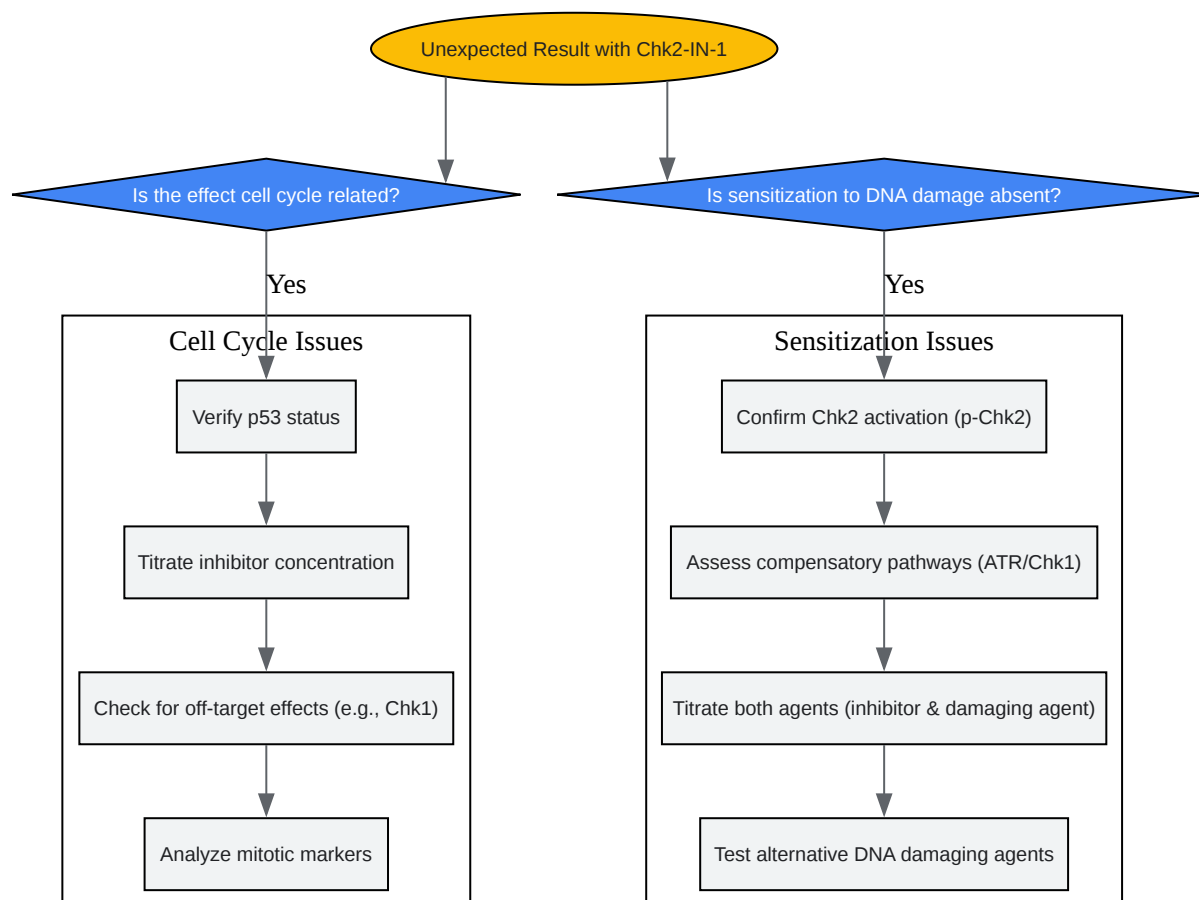 Unexpected Result with Chk2-IN-1
Is the effect cell cycle related?
Is sensitization to DNA damage absent?
Yes
Yes
Cell Cycle Issues
Sensitization Issues
Verify p53 status
Confirm Chk2 activation (p-Chk2)
Titrate inhibitor concentration
Assess compensatory pathways (ATR/Chk1)
Check for off-target effects (e.g., Chk1)
Titrate both agents (inhibitor & damaging agent)
Analyze mitotic markers
Test alternative DNA damaging agents